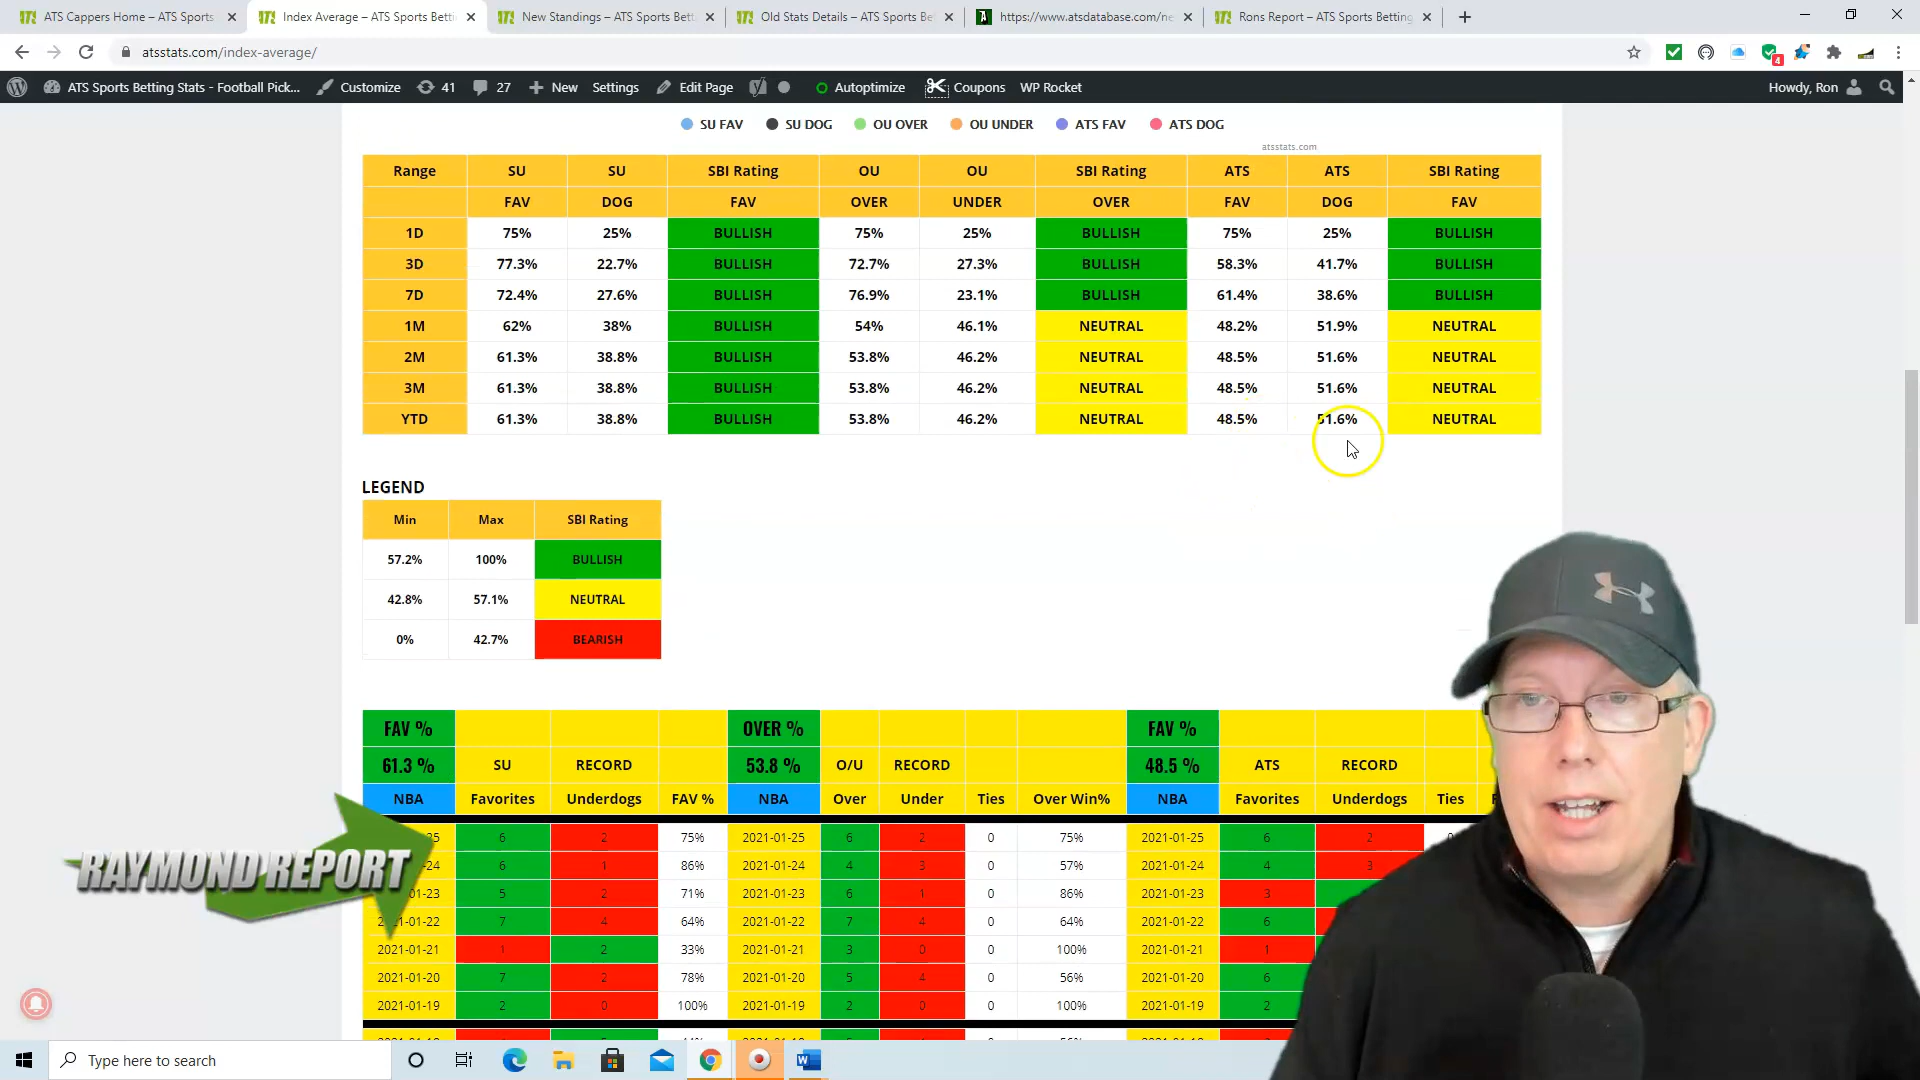 ATS Cappers Home – ATS Sports
Index Average – ATS Sports Betti
New Standings – ATS Sports Bett
Old Stats Details – ATS Sports Be
https://www.atsdatabase.com/ne
Rons Report – ATS Sports Betting
atsstats.com/index-average/
4
ATS Sports Betting Stats - Football Pick... Customize 41 27 New Settings Edit Page Autoptimize Coupons WP Rocket Howdy, Ron
SU FAV SU DOG OU OVER OU UNDER ATS FAV ATS DOG
atsstats.com
Range SU SU SBI Rating OU OU SBI Rating ATS ATS SBI Rating
FAV DOG FAV OVER UNDER OVER FAV DOG FAV
1D 75% 25% BULLISH 75% 25% BULLISH 75% 25% BULLISH
3D 77.3% 22.7% BULLISH 72.7% 27.3% BULLISH 58.3% 41.7% BULLISH
7D 72.4% 27.6% BULLISH 76.9% 23.1% BULLISH 61.4% 38.6% BULLISH
1M 62% 38% BULLISH 54% 46.1% NEUTRAL 48.2% 51.9% NEUTRAL
2M 61.3% 38.8% BULLISH 53.8% 46.2% NEUTRAL 48.5% 51.6% NEUTRAL
3M 61.3% 38.8% BULLISH 53.8% 46.2% NEUTRAL 48.5% 51.6% NEUTRAL
YTD 61.3% 38.8% BULLISH 53.8% 46.2% NEUTRAL 48.5% 51.6% NEUTRAL
LEGEND
Min Max SBI Rating
57.2% 100% BULLISH
42.8% 57.1% NEUTRAL
0% 42.7% BEARISH
FAV % OVER % FAV %
61.3 % SU RECORD 53.8 % O/U RECORD 48.5 % ATS RECORD
NBA Favorites Underdogs FAV % NBA Over Under Ties Over Win% NBA Favorites Underdogs Ties
6 2 75% 2021-01-25 6 2 0 75% 2021-01-25 6 2
6 1 86% 2021-01-24 4 3 0 57% 2021-01-24 4 3
01-23 5 2 71% 2021-01-23 6 1 0 86% 2021-01-23 3
7 4 64% 2021-01-22 7 4 0 64% 2021-01-22 6
2021-01-21 1 2 33% 2021-01-21 3 0 0 100% 2021-01-21 1
2021-01-20 7 2 78% 2021-01-20 5 4 0 56% 2021-01-20 6
2021-01-19 2 0 100% 2021-01-19 2 0 0 100% 2021-01-19 2
RAYMOND REPORT
Type here to search